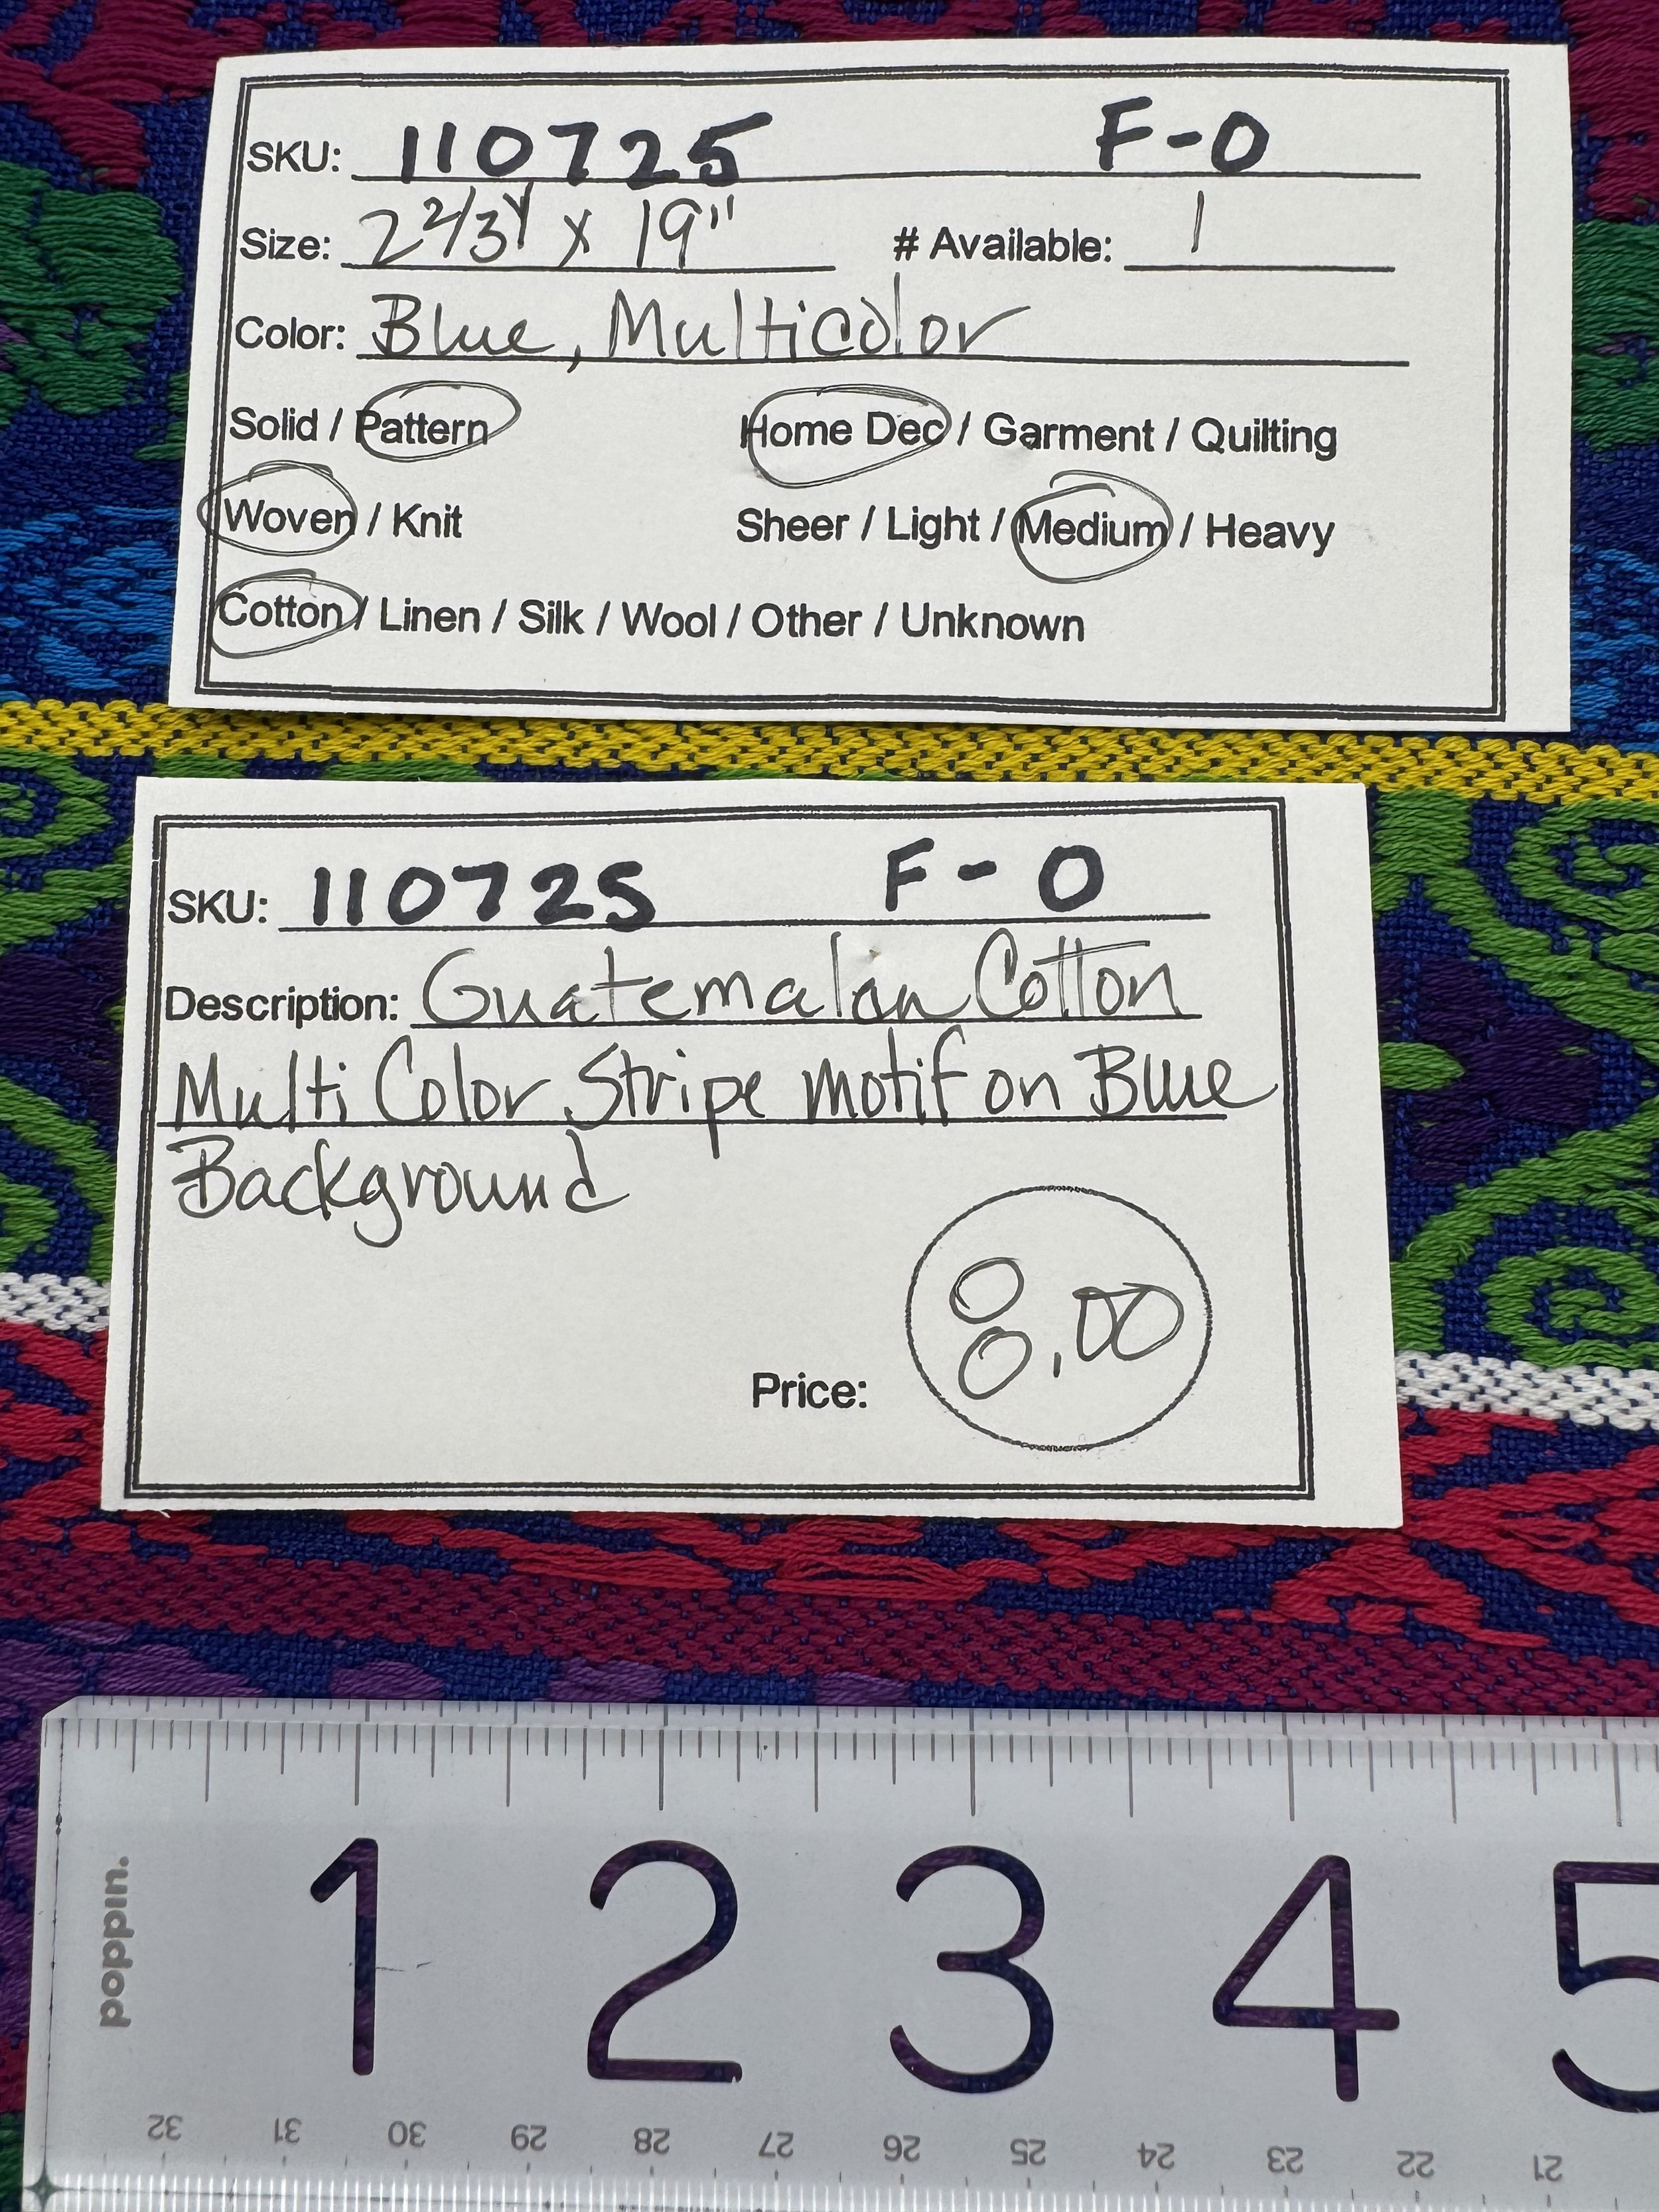 SKU: 110725 F-O
Size: 2 2/3 Y x 19" # Available: 1
Color: Blue, Multicolor
Solid / Pattern Home Dec / Garment / Quilting
Woven / Knit Sheer / Light / Medium / Heavy
Cotton / Linen / Silk / Wool / Other / Unknown
SKU: 110725 F-O
Description: Guatemalan Cotton
Multi Color Stripe motif on Blue
Background
Price: 8.00
poppin.
1 2 3 4 5
32 31 30 29 28 27 26 25 24 23 22 21